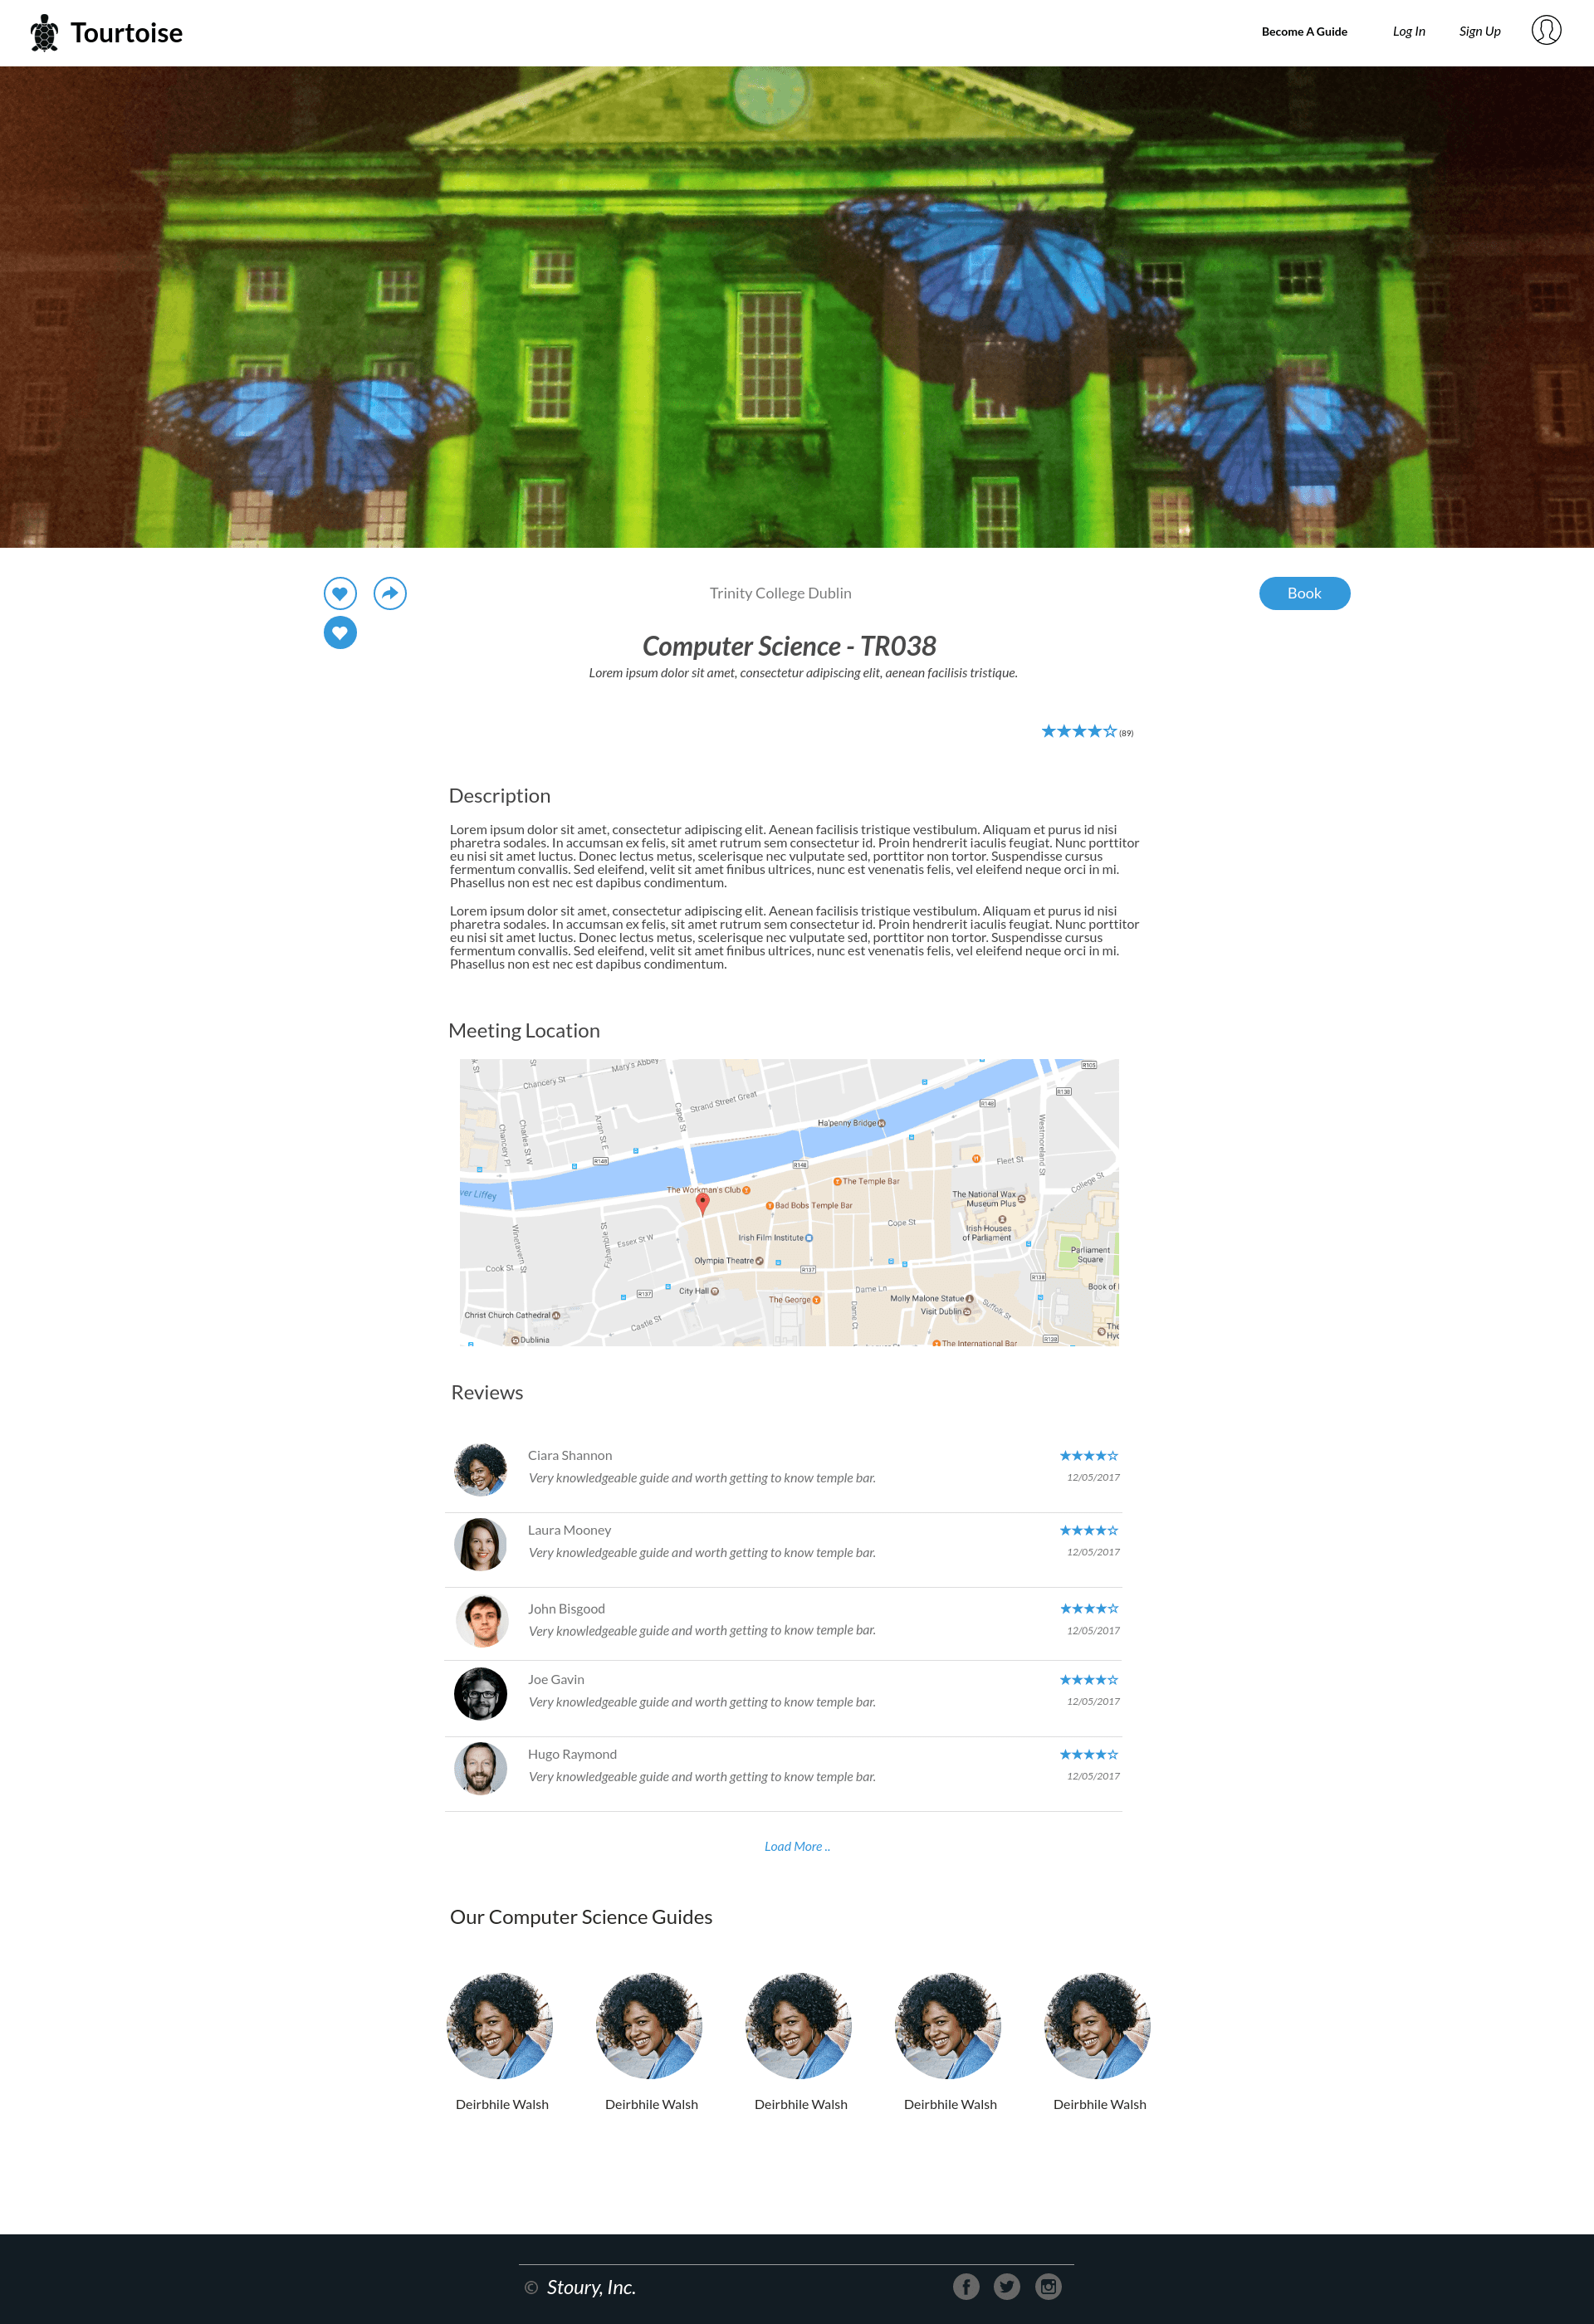 Tourtoise
Become A Guide
Log In
Sign Up
Trinity College Dublin
Book
Computer Science - TR038
Lorem ipsum dolor sit amet, consectetur adipiscing elit, aenean facilisis tristique.
(89)
Description
Lorem ipsum dolor sit amet, consectetur adipiscing elit. Aenean facilisis tristique vestibulum. Aliquam et purus id nisi
pharetra sodales. In accumsan ex felis, sit amet rutrum sem consectetur id. Proin hendrerit iaculis feugiat. Nunc porttitor
eu nisi sit amet luctus. Donec lectus metus, scelerisque nec vulputate sed, porttitor non tortor. Suspendisse cursus
fermentum convallis. Sed eleifend, velit sit amet finibus ultrices, nunc est venenatis felis, vel eleifend neque orci in mi.
Phasellus non est nec est dapibus condimentum.
Lorem ipsum dolor sit amet, consectetur adipiscing elit. Aenean facilisis tristique vestibulum. Aliquam et purus id nisi
pharetra sodales. In accumsan ex felis, sit amet rutrum sem consectetur id. Proin hendrerit iaculis feugiat. Nunc porttitor
eu nisi sit amet luctus. Donec lectus metus, scelerisque nec vulputate sed, porttitor non tortor. Suspendisse cursus
fermentum convallis. Sed eleifend, velit sit amet finibus ultrices, nunc est venenatis felis, vel eleifend neque orci in mi.
Phasellus non est nec est dapibus condimentum.
Meeting Location
Mary's Abbey
R105
Chancery St
R138
Strand Street Great
R148
Capel St
Arran St E
Charles St W
Chancery Pl
Ha'penny Bridge
Westmoreland St
R148
R148
Fleet St
College St
The Workman's Club
The Temple Bar
ver Liffey
The National Wax
Museum Plus
Bad Bobs Temple Bar
Cope St
Irish Houses
of Parliament
Winetavern St
Fishamble St
Essex St W
Irish Film Institute
Parliament
Square
Olympia Theatre
Cook St
R137
R138
Book of
R137
City Hall
Dame Ln
The George
Molly Malone Statue
Suffolk St
Christ Church Cathedral
Castle St
Dame Ct
Visit Dublin
The
Dublinia
R138
The International Bar
Reviews
Ciara Shannon
Very knowledgeable guide and worth getting to know temple bar.
12/05/2017
Laura Mooney
Very knowledgeable guide and worth getting to know temple bar.
12/05/2017
John Bisgood
Very knowledgeable guide and worth getting to know temple bar.
12/05/2017
Joe Gavin
Very knowledgeable guide and worth getting to know temple bar.
12/05/2017
Hugo Raymond
Very knowledgeable guide and worth getting to know temple bar.
12/05/2017
Load More ..
Our Computer Science Guides
Deirbhile Walsh
Deirbhile Walsh
Deirbhile Walsh
Deirbhile Walsh
Deirbhile Walsh
© Stoury, Inc.